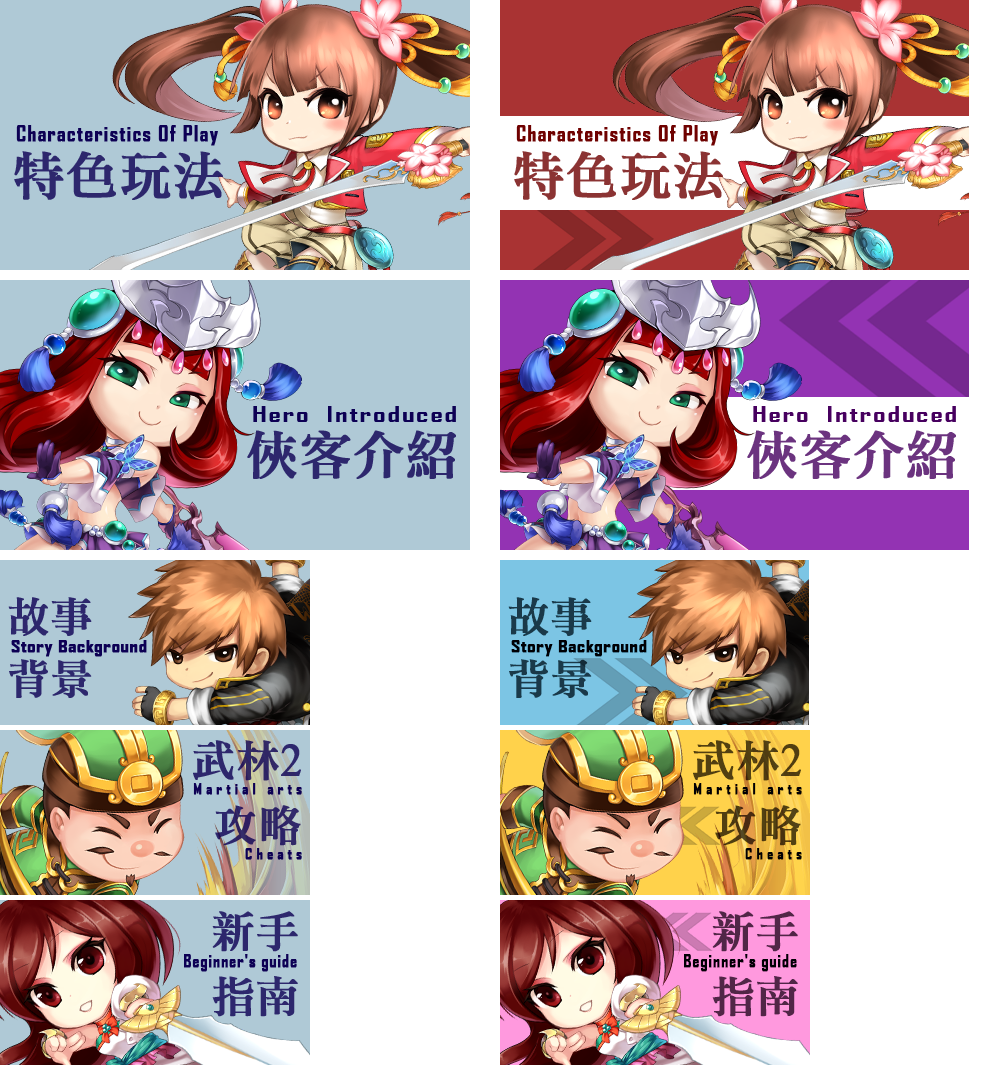 Characteristics Of Play
特色玩法
Characteristics Of Play
特色玩法
Hero Introduced
俠客介紹
Hero Introduced
俠客介紹
故事
Story Background
背景
故事
Story Background
背景
武林2
Martial arts
攻略
Cheats
武林2
Martial arts
攻略
Cheats
新手
Beginner's guide
指南
新手
Beginner's guide
指南